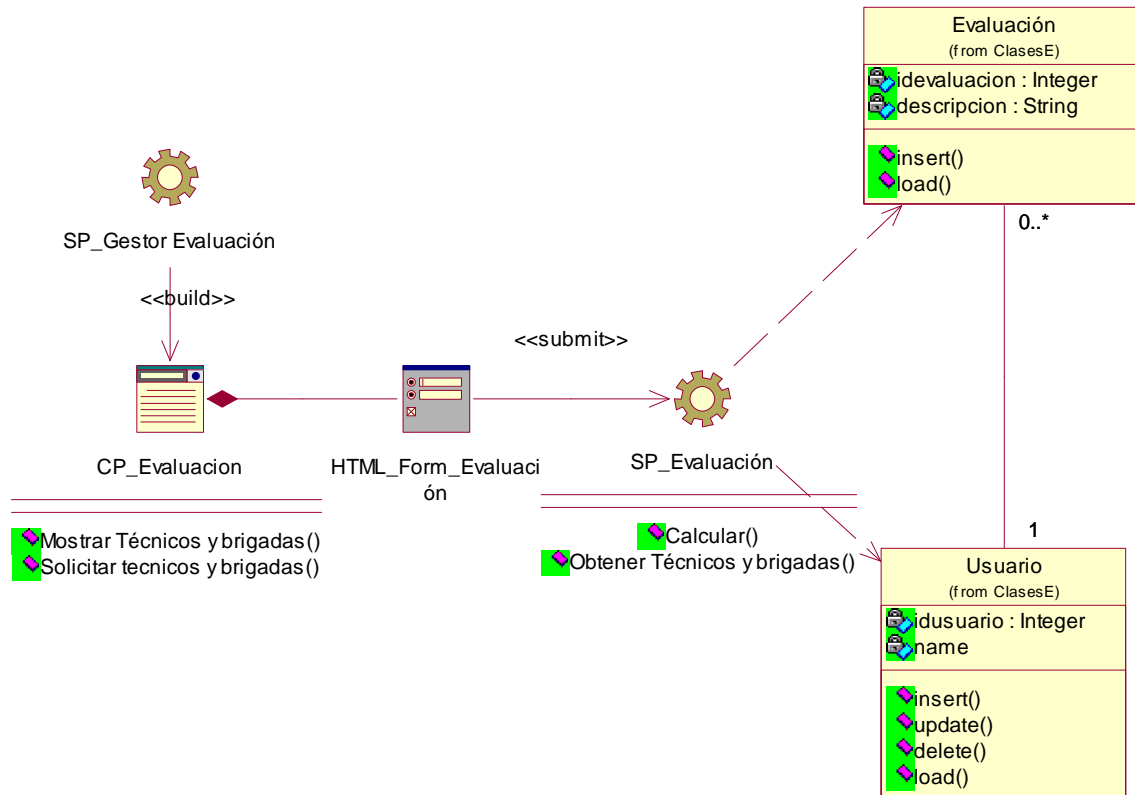 Evaluación
(from ClasesE)
idevaluacion : Integer
descripcion : String
insert()
load()
0..*
SP_Gestor Evaluación
<<build>>
<<submit>>
CP_Evaluacion
Mostrar Técnicos y brigadas()
Solicitar tecnicos y brigadas()
HTML_Form_Evaluaci
ón
SP_Evaluación
Calcular()
Obtener Técnicos y brigadas()
1
Usuario
(from ClasesE)
idusuario : Integer
name
insert()
update()
delete()
load()